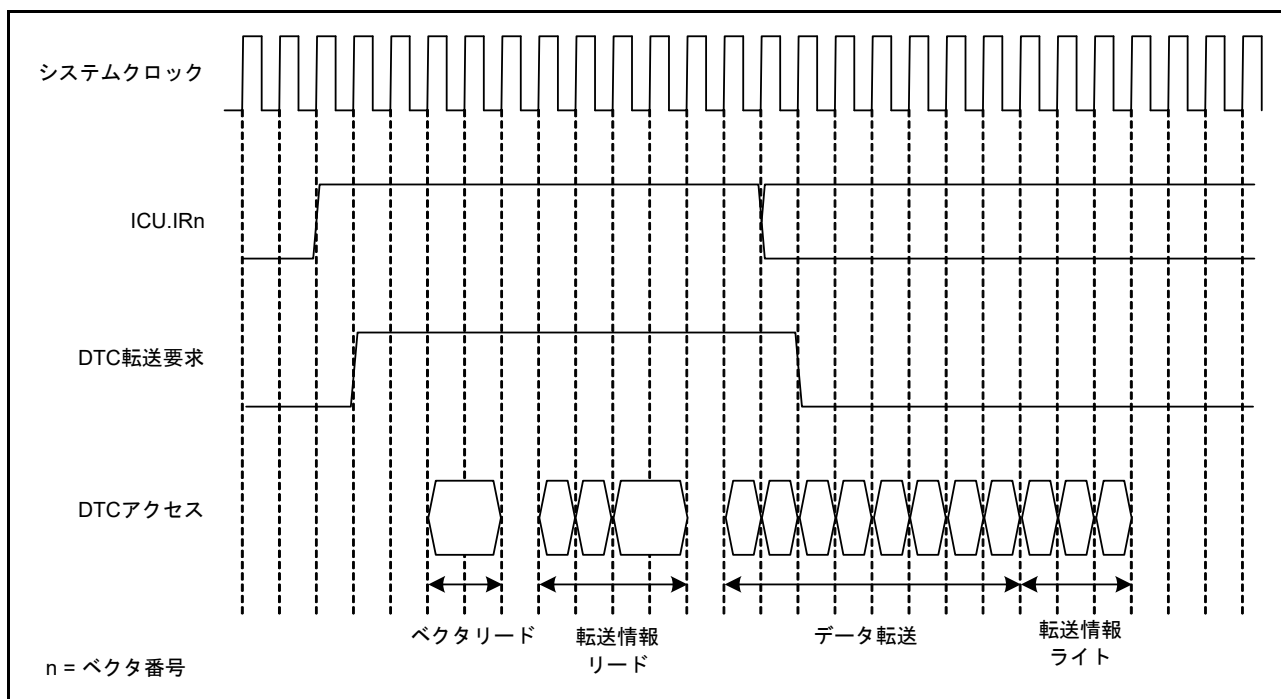 システムクロック
ICU.IRn
DTC転送要求
DTCアクセス
ベクタリード
転送情報
リード
データ転送
転送情報
ライト
n = ベクタ番号